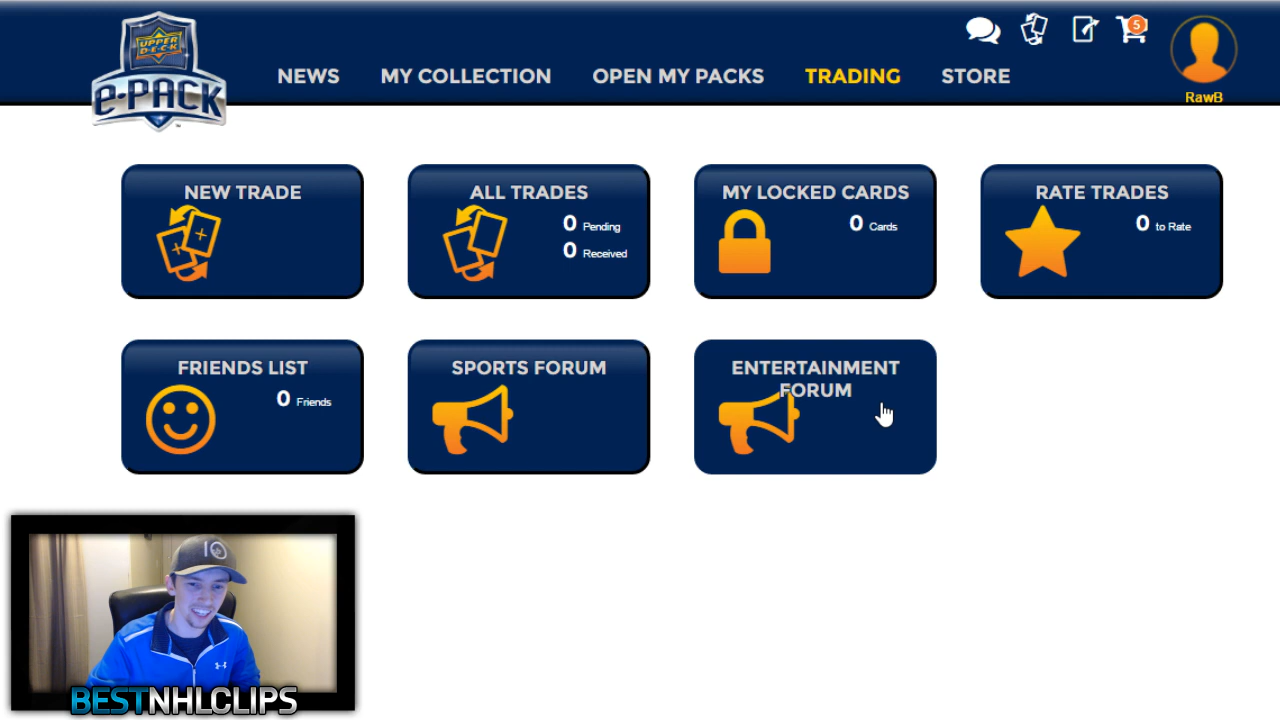 UPPER
DECK
e-PACK
NEWS
MY COLLECTION
OPEN MY PACKS
TRADING
STORE
5
RawB
NEW TRADE
ALL TRADES
0 Pending
0 Received
MY LOCKED CARDS
0 Cards
RATE TRADES
0 to Rate
FRIENDS LIST
0 Friends
SPORTS FORUM
ENTERTAINMENT
FORUM
BESTNHLCLIPS